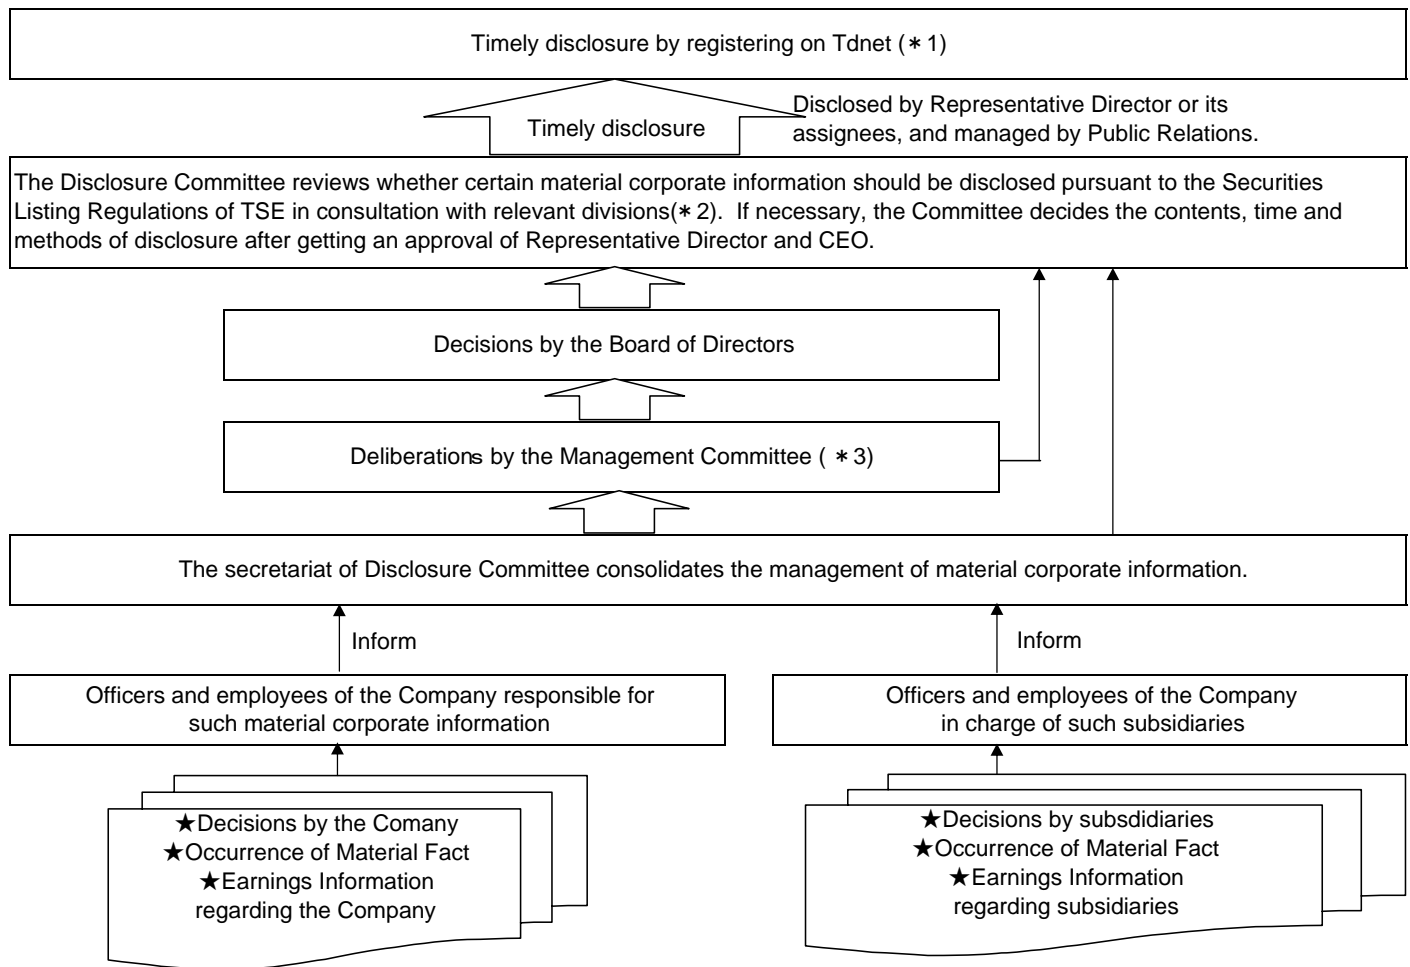 Timely disclosure by registering on Tdnet (＊1)
Timely disclosure
Disclosed by Representative Director or its
assignees, and managed by Public Relations.
The Disclosure Committee reviews whether certain material corporate information should be disclosed pursuant to the Securities
Listing Regulations of TSE in consultation with relevant divisions(＊2).  If necessary, the Committee decides the contents, time and
methods of disclosure after getting an approval of Representative Director and CEO.
Decisions by the Board of Directors
Deliberations by the Management Committee ( ＊3)
The secretariat of Disclosure Committee consolidates the management of material corporate information.
Inform
Inform
Officers and employees of the Company responsible for
such material corporate information
Officers and employees of the Company
in charge of such subsidiaries
★Decisions by the Comany
★Occurrence of Material Fact
★Earnings Information
regarding the Company
★Decisions by subsdidiaries
★Occurrence of Material Fact
★Earnings Information
regarding subsidiaries